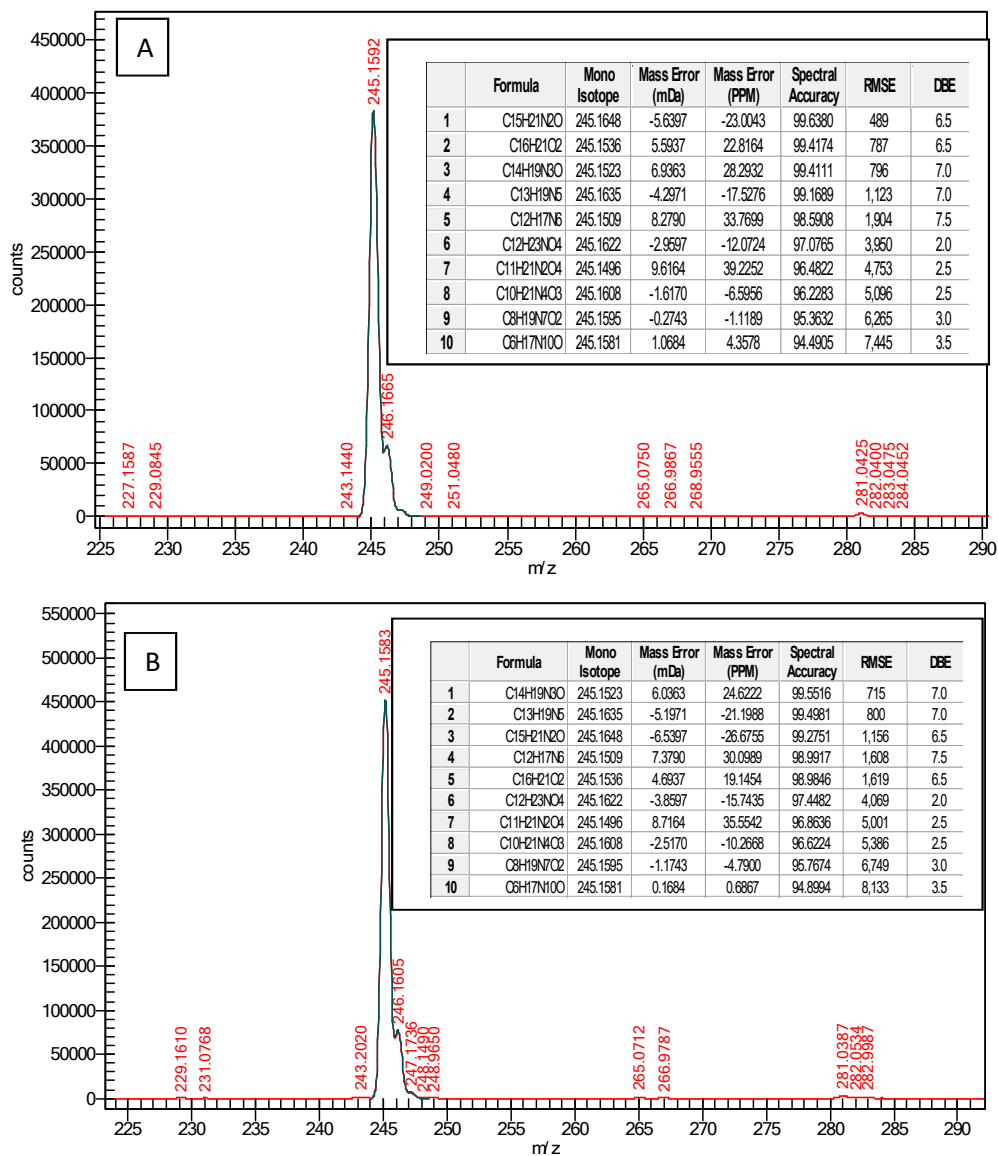 A
450000
400000
350000
300000
250000
200000
150000
100000
50000
0
counts
225 230 235 240 245 250 255 260 265 270 275 280 285 290
m/z
227.1587
229.0845
243.1440
245.1592
246.1665
249.0200
251.0480
265.0750
266.9867
268.9555
281.0425
282.0400
283.0475
284.0452
Formula Mono Isotope Mass Error (mDa) Mass Error (PPM) Spectral Accuracy RMSE DBE
1 C15H21N2O 245.1648 -5.6397 -23.0043 99.6380 489 6.5
2 C16H21O2 245.1536 5.5937 22.8164 99.4174 787 6.5
3 C14H19N3O 245.1523 6.9363 28.2932 99.4111 796 7.0
4 C13H19N5 245.1635 -4.2971 -17.5276 99.1689 1,123 7.0
5 C12H17N6 245.1509 8.2790 33.7699 98.5908 1,904 7.5
6 C12H23NO4 245.1622 -2.9597 -12.0724 97.0765 3,950 2.0
7 C11H21N2O4 245.1496 9.6164 39.2252 96.4822 4,753 2.5
8 C10H21N4O3 245.1608 -1.6170 -6.5956 96.2283 5,096 2.5
9 C8H19N7O2 245.1595 -0.2743 -1.1189 95.3632 6,265 3.0
10 C6H17N10O 245.1581 1.0684 4.3578 94.4905 7,445 3.5
B
550000
500000
450000
400000
350000
300000
250000
200000
150000
100000
50000
0
counts
225 230 235 240 245 250 255 260 265 270 275 280 285 290
m/z
229.1610
231.0768
243.2020
245.1583
246.1605
247.1736
248.1490
248.9650
265.0712
266.9787
281.0387
282.0534
282.9987
Formula Mono Isotope Mass Error (mDa) Mass Error (PPM) Spectral Accuracy RMSE DBE
1 C14H19N3O 245.1523 6.0363 24.6222 99.5516 715 7.0
2 C13H19N5 245.1635 -5.1971 -21.1988 99.4981 800 7.0
3 C15H21N2O 245.1648 -6.5397 -26.6755 99.2751 1,156 6.5
4 C12H17N6 245.1509 7.3790 30.0989 98.9917 1,608 7.5
5 C16H21O2 245.1536 4.6937 19.1454 98.9846 1,619 6.5
6 C12H23NO4 245.1622 -3.8597 -15.7435 97.4482 4,069 2.0
7 C11H21N2O4 245.1496 8.7164 35.5542 96.8636 5,001 2.5
8 C10H21N4O3 245.1608 -2.5170 -10.2668 96.6224 5,386 2.5
9 C8H19N7O2 245.1595 -1.1743 -4.7900 95.7674 6,749 3.0
10 C6H17N10O 245.1581 0.1684 0.6867 94.8994 8,133 3.5